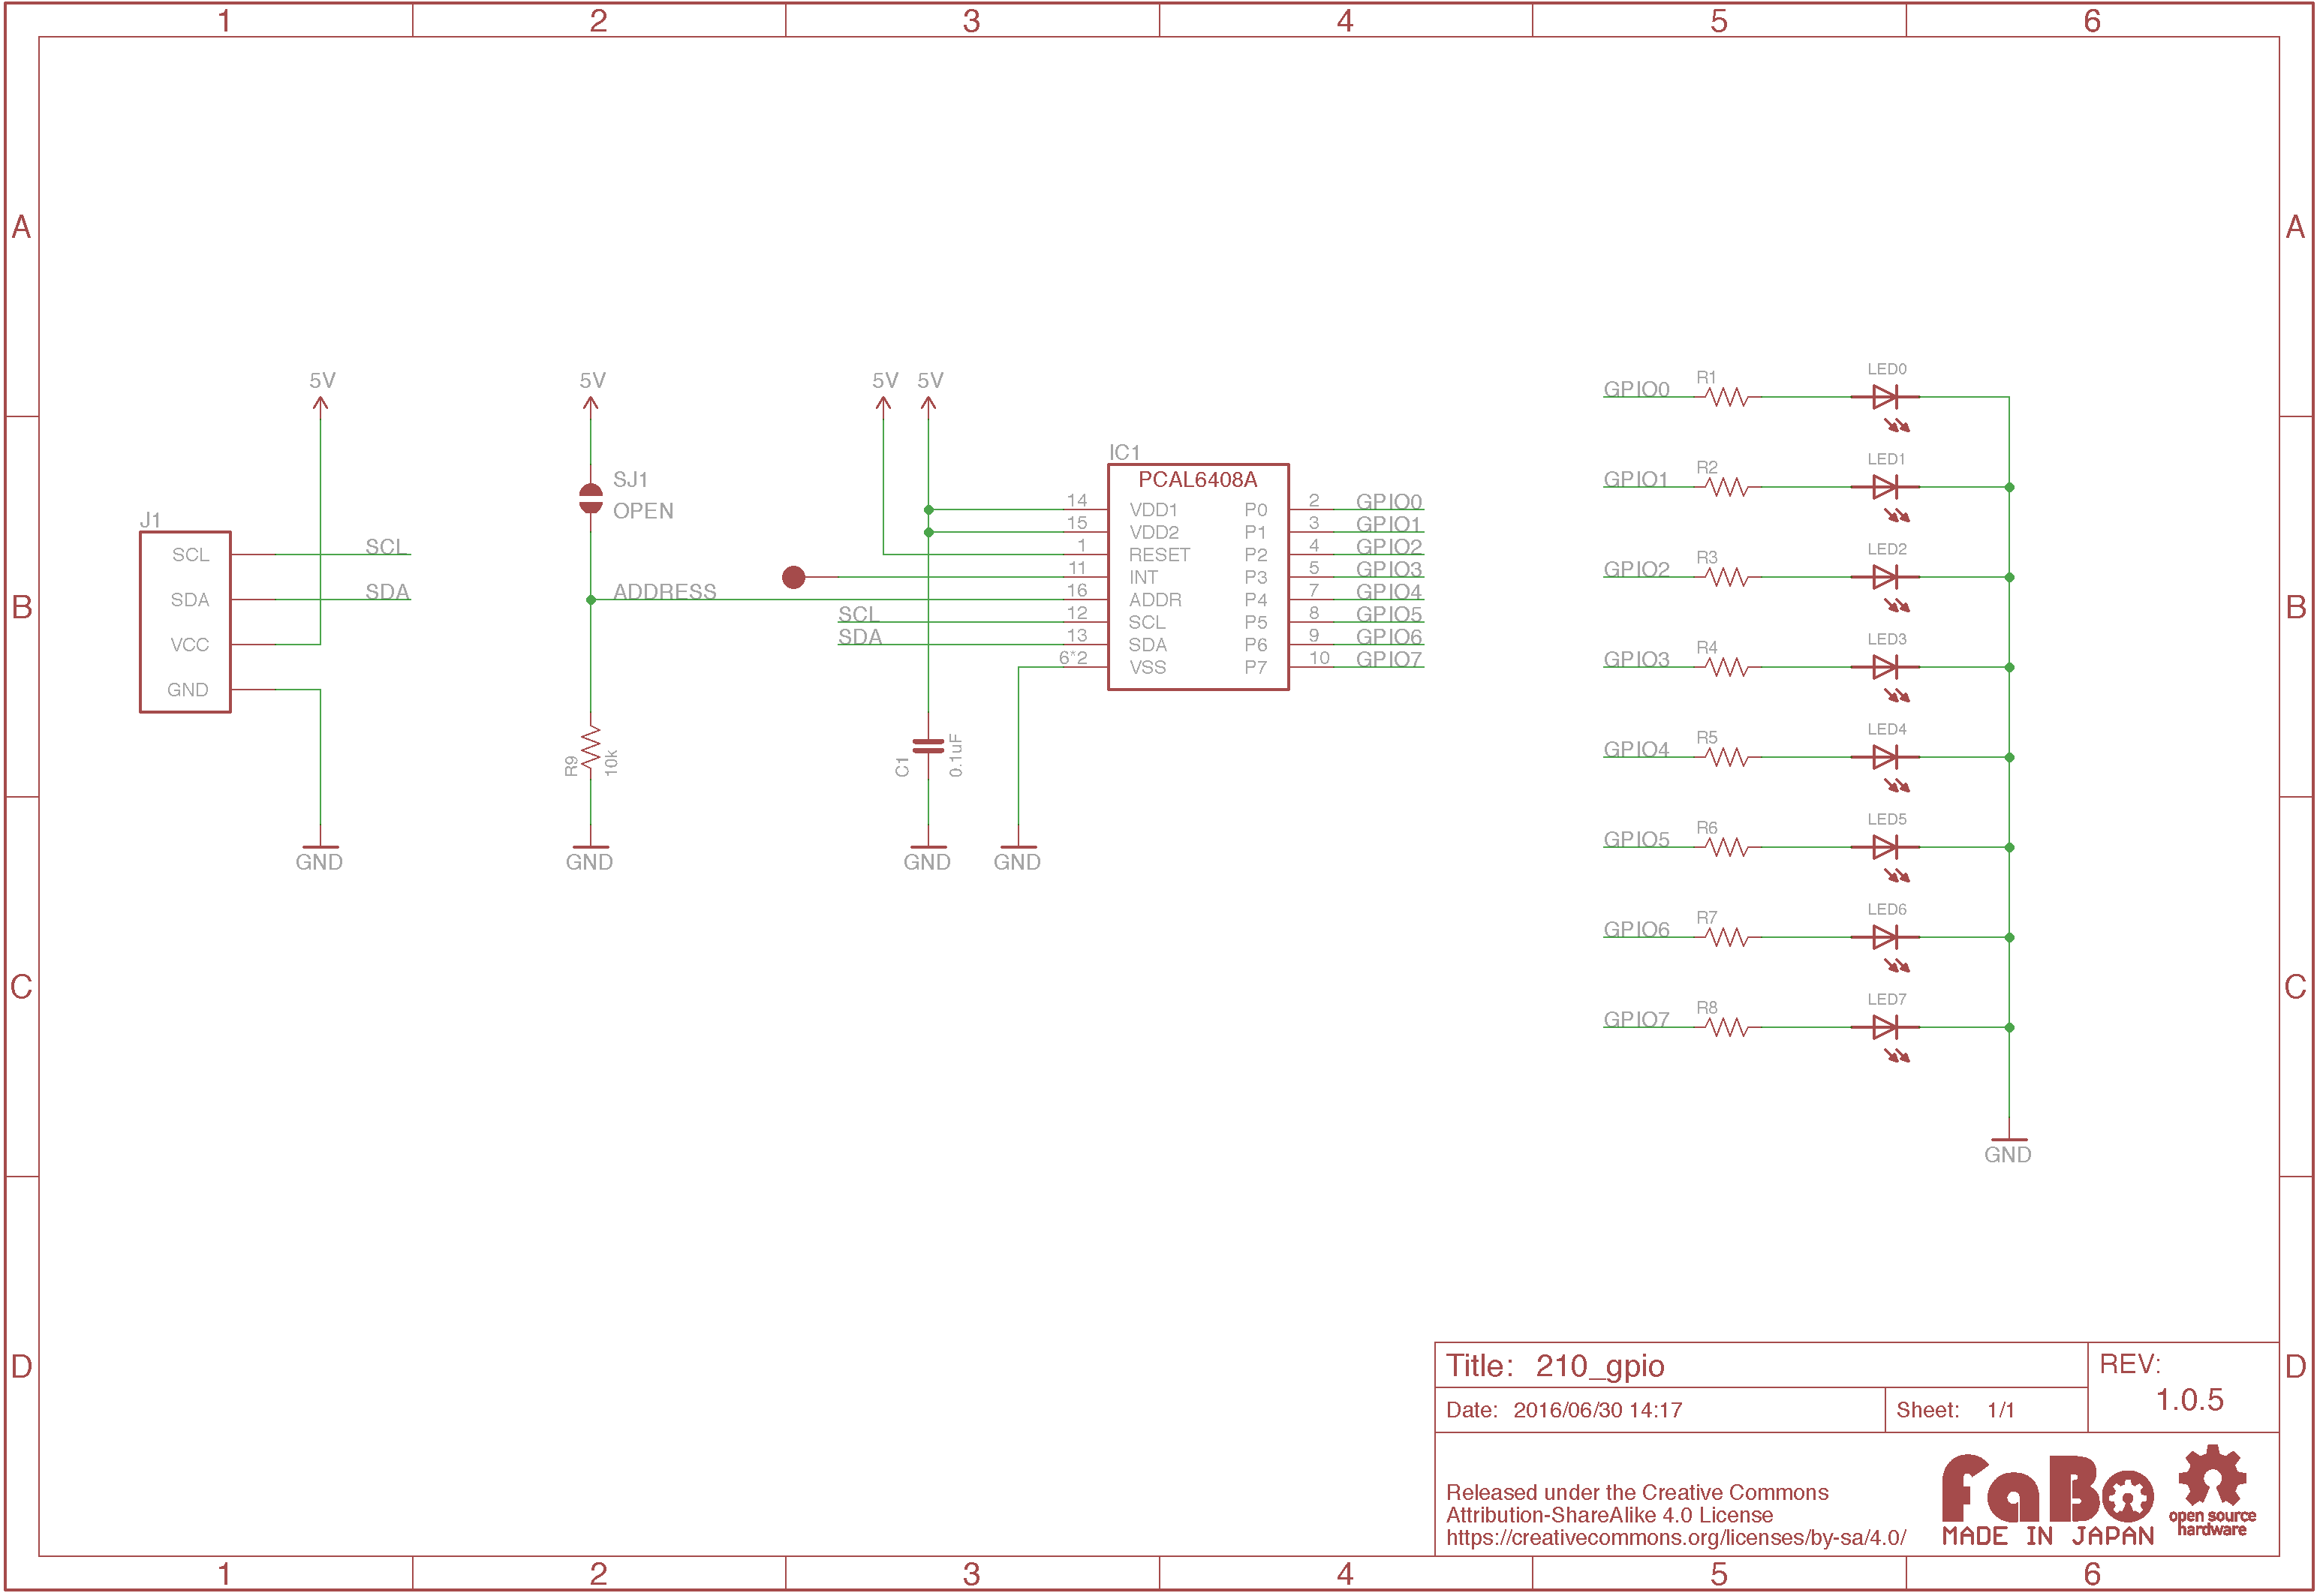 1 2 3 4 5 6
A A
B B
C C
D D
5V
J1
SCL SCL
SDA SDA
VCC
GND
GND
5V
SJ1
OPEN
ADDRESS
R9 10k
GND
5V 5V
SCL
SDA
C1 0.1uF
GND GND
IC1
PCAL6408A
14 VDD1 P0 2 GPIO0
15 VDD2 P1 3 GPIO1
1 RESET P2 4 GPIO2
11 INT P3 5 GPIO3
16 ADDR P4 7 GPIO4
12 SCL P5 8 GPIO5
13 SDA P6 9 GPIO6
6*2 VSS P7 10 GPIO7
GPIO0 R1 LED0
GPIO1 R2 LED1
GPIO2 R3 LED2
GPIO3 R4 LED3
GPIO4 R5 LED4
GPIO5 R6 LED5
GPIO6 R7 LED6
GPIO7 R8 LED7
GND
Title: 210_gpio
REV:
1.0.5
Date: 2016/06/30 14:17
Sheet: 1/1
Released under the Creative Commons
Attribution-ShareAlike 4.0 License
https://creativecommons.org/licenses/by-sa/4.0/
FaBo
MADE IN JAPAN
open source
hardware
1 2 3 4 5 6